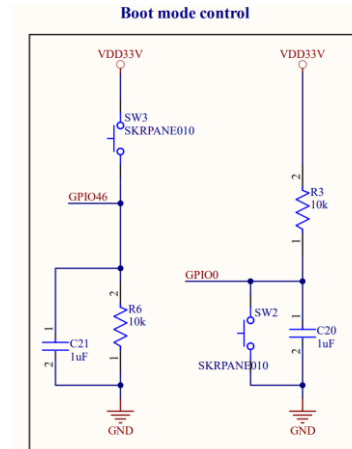 Boot mode control
VDD33V
VDD33V
SW3
SKRPANE010
GPIO46
2
R3
10k
1
GPIO0
2
R6
10k
1
1
C21
1uF
2
SW2
SKRPANE010
1
C20
1uF
2
GND
GND